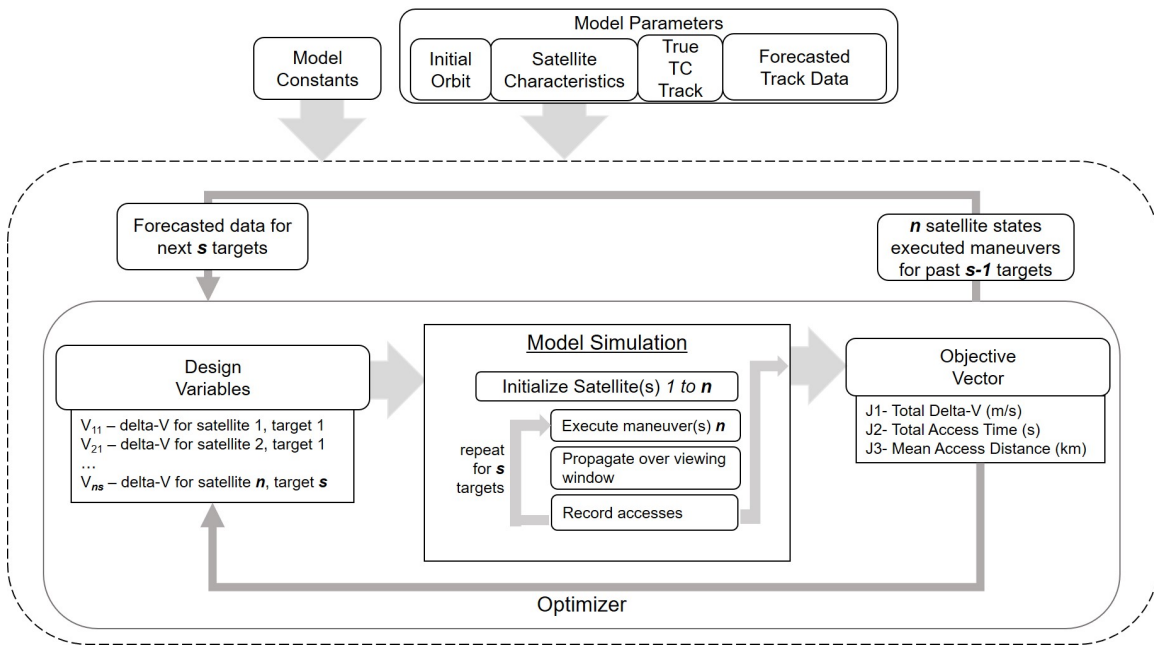 Model Parameters
Model
Constants
Initial
Orbit
Satellite
Characteristics
True
TC
Track
Forecasted
Track Data
Forecasted data for
next s targets
n satellite states
executed maneuvers
for past s-1 targets
Design
Variables
V11 – delta-V for satellite 1, target 1
V21 – delta-V for satellite 2, target 1
...
Vns – delta-V for satellite n, target s
Model Simulation
Initialize Satellite(s) 1 to n
Execute maneuver(s) n
repeat
for s
targets
Propagate over viewing
window
Record accesses
Objective
Vector
J1- Total Delta-V (m/s)
J2- Total Access Time (s)
J3- Mean Access Distance (km)
Optimizer